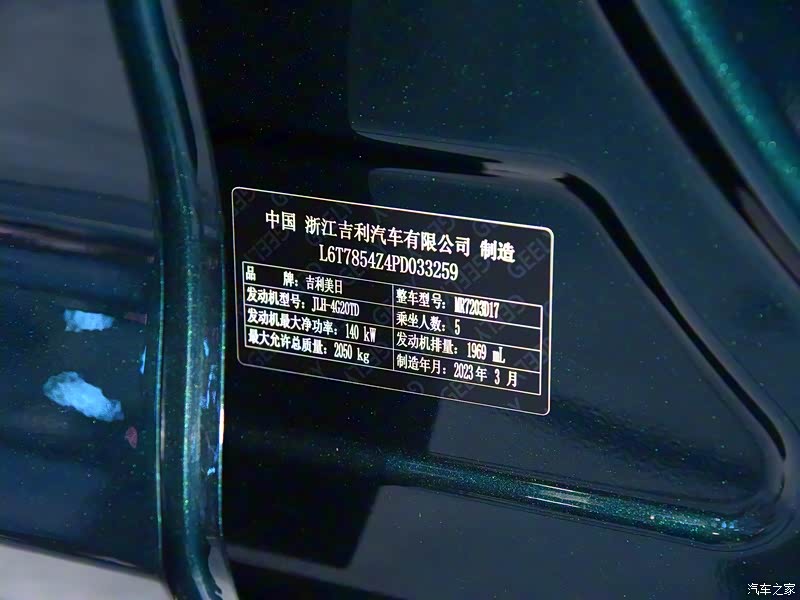 中国 浙江吉利汽车有限公司 制造
L6T7854Z4PD033259
品 牌：吉利美日 整车型号：MR7203D17
发动机型号：JLH-4G20TD 乘坐人数：5
发动机最大净功率：140 kW 发动机排量：1969 mL
最大允许总质量：2050 kg 制造年月：2023 年 3 月
汽车之家